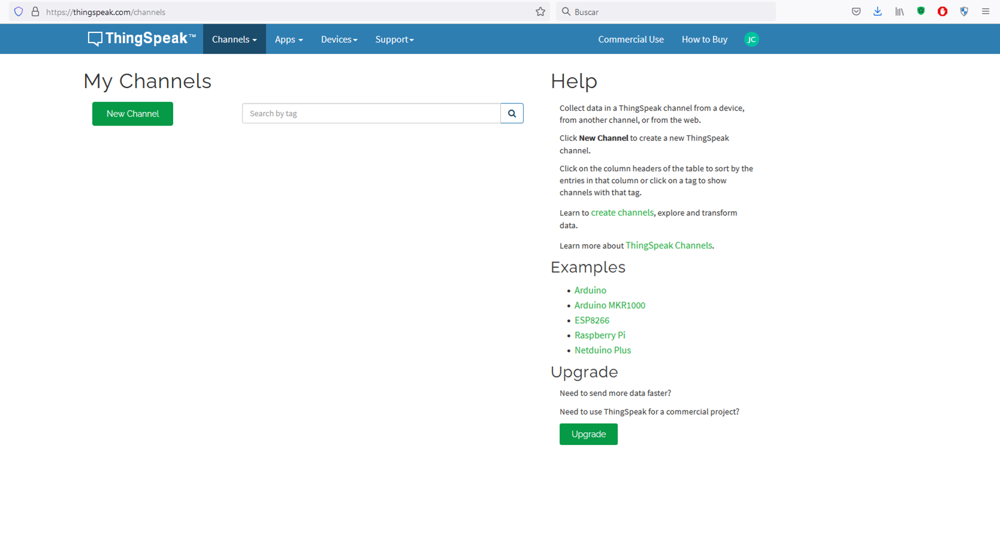 https://thingspeak.com/channels
Buscar
ThingSpeak™
Channels
Apps
Devices
Support
Commercial Use
How to Buy
JC
My Channels
New Channel
Search by tag
Help
Collect data in a ThingSpeak channel from a device,
from another channel, or from the web.
Click New Channel to create a new ThingSpeak
channel.
Click on the column headers of the table to sort by the
entries in that column or click on a tag to show
channels with that tag.
Learn to create channels, explore and transform
data.
Learn more about ThingSpeak Channels.
Examples
Arduino
Arduino MKR1000
ESP8266
Raspberry Pi
Netduino Plus
Upgrade
Need to send more data faster?
Need to use ThingSpeak for a commercial project?
Upgrade